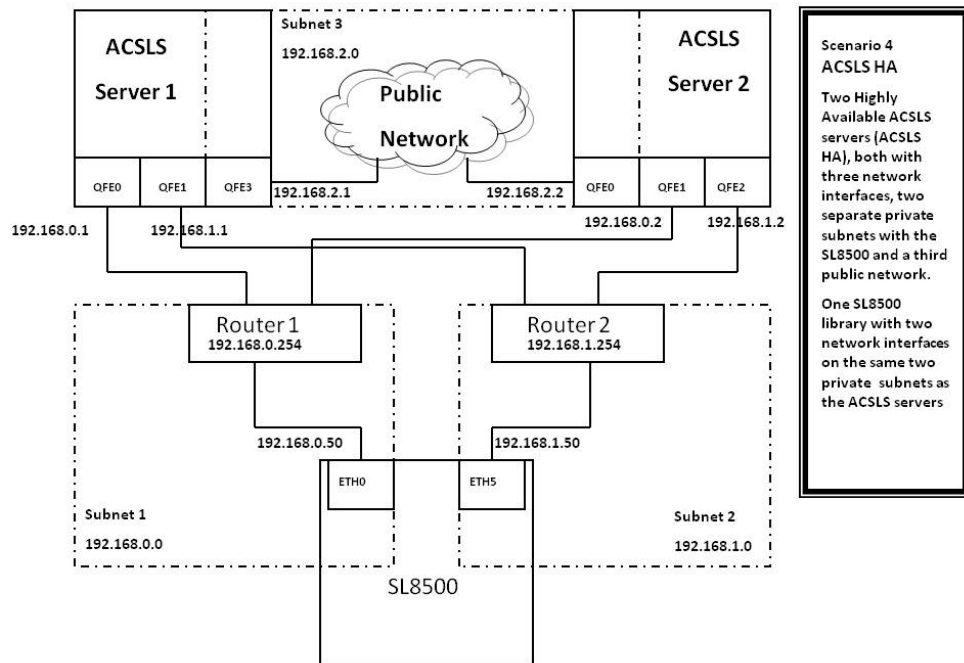 Subnet 3
192.168.2.0
ACSLS
Server 1
Public
Network
ACSLS
Server 2
QFE0
QFE1
QFE3
192.168.2.1
192.168.2.2
QFE0
QFE1
QFE2
192.168.0.1
192.168.1.1
192.168.0.2
192.168.1.2
Router 1
192.168.0.254
Router 2
192.168.1.254
192.168.0.50
192.168.1.50
ETH0
ETH5
Subnet 1
192.168.0.0
Subnet 2
192.168.1.0
SL8500
Scenario 4
ACSLS HA
Two Highly
Available ACSLS
servers (ACSLS
HA), both with
three network
interfaces, two
separate private
subnets with the
SL8500 and a third
public network.
One SL8500
library with two
network interfaces
on the same two
private subnets as
the ACSLS servers